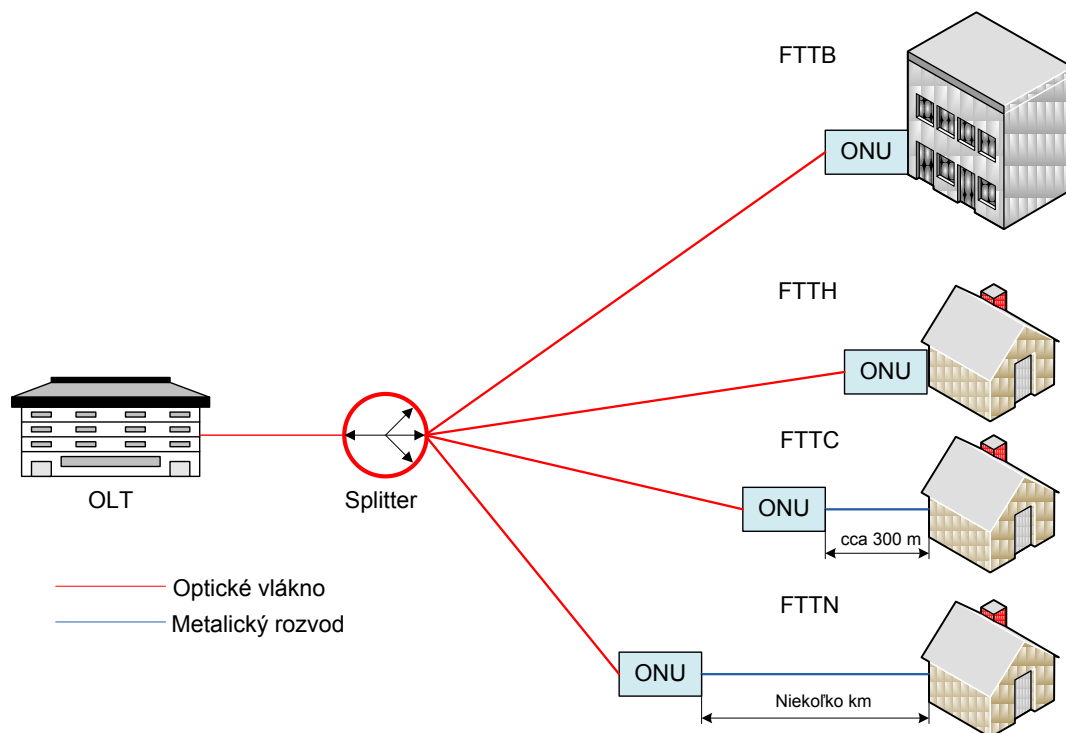 FTTB
ONU
FTTH
ONU
FTTC
ONU
cca 300 m
OLT
Splitter
Optické vlákno
Metalický rozvod
FTTN
ONU
Niekoľko km